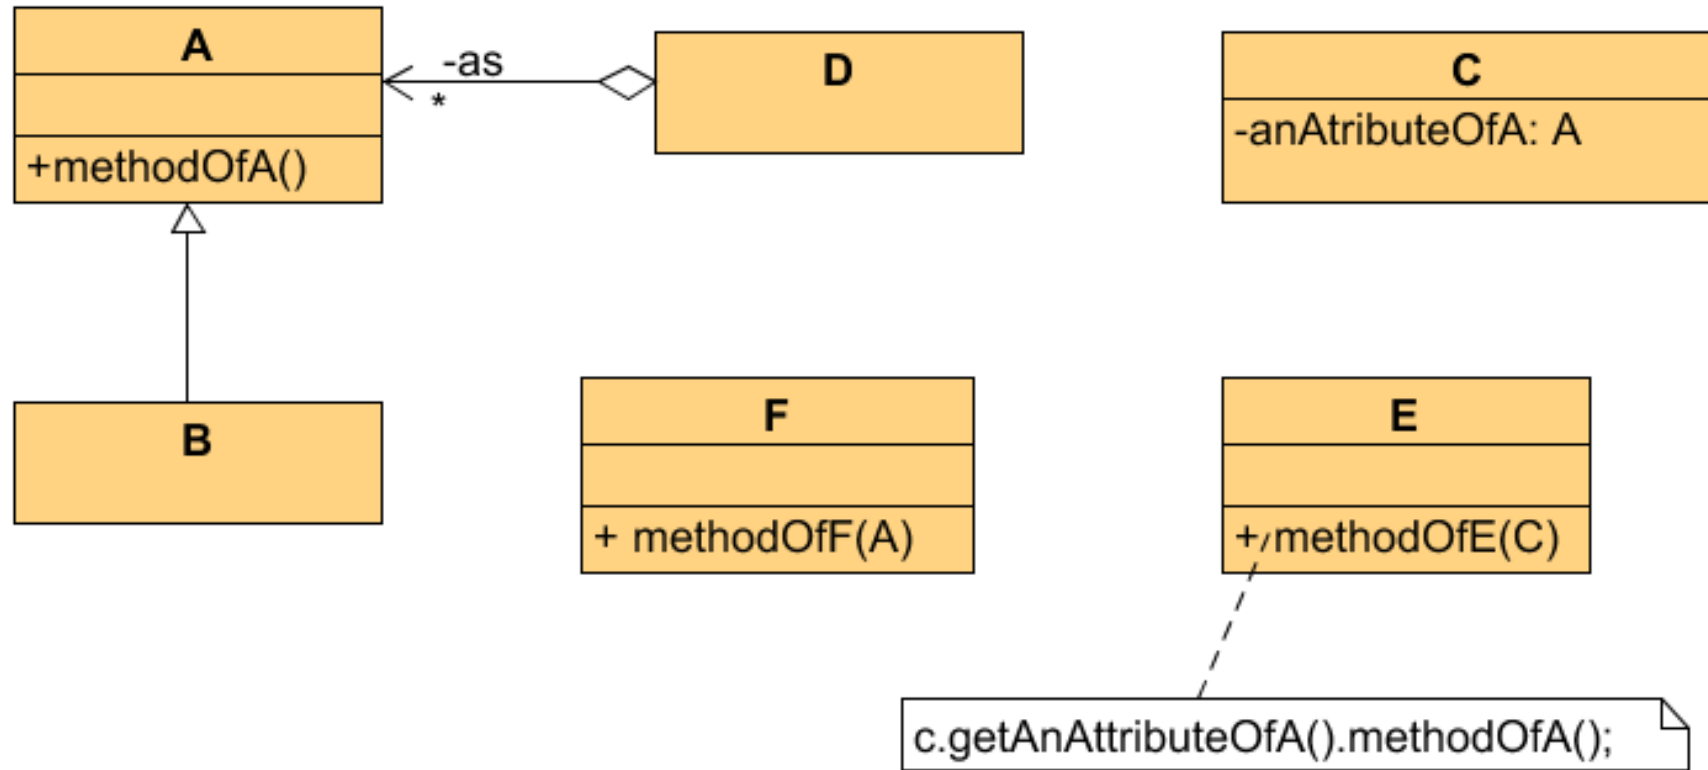 A
+methodOfA()
-as
*
D
C
-anAtributeOfA: A
B
F
+ methodOfF(A)
E
+ methodOfE(C)
c.getAnAttributeOfA().methodOfA();